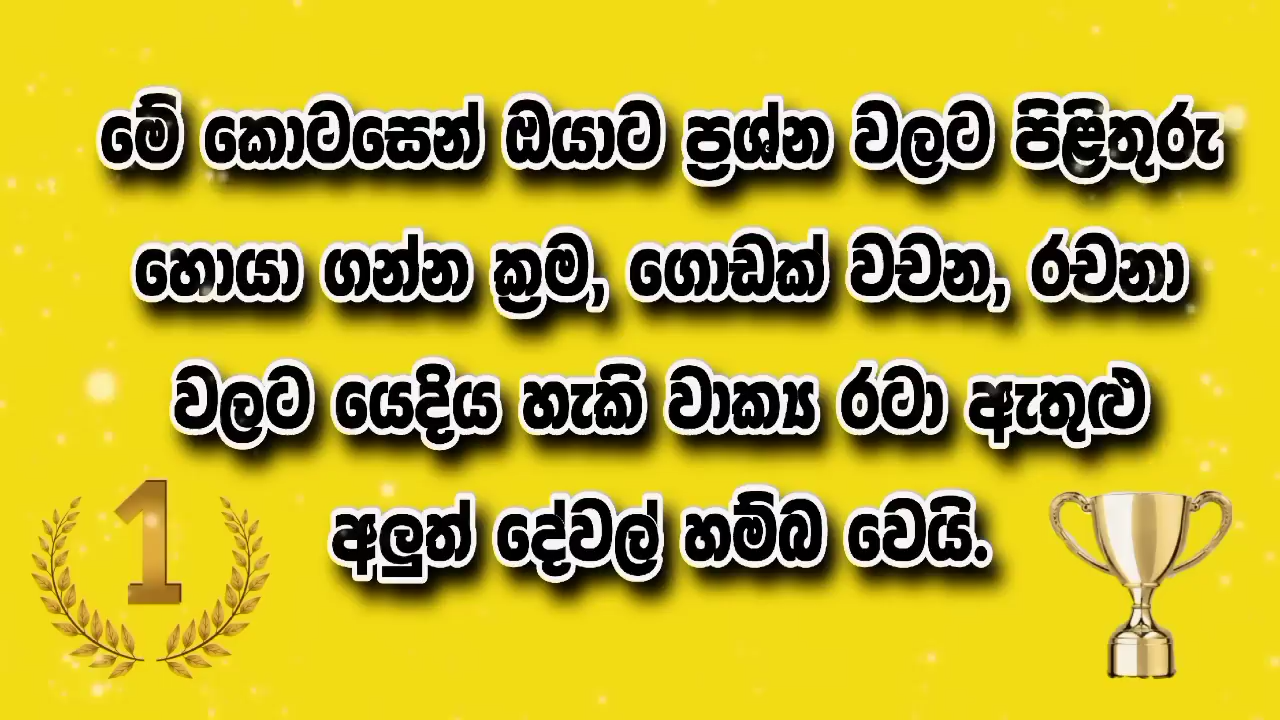 මේ කොටසෙන් ඔයාට ප්‍රශ්න වලට පිළිතුරු
හොයා ගන්න ක්‍රම, ගොඩක් වචන, රචනා
වලට යෙදිය හැකි වාක්‍ය රටා ඇතුළු
අලුත් දේවල් හම්බ වෙයි.
1